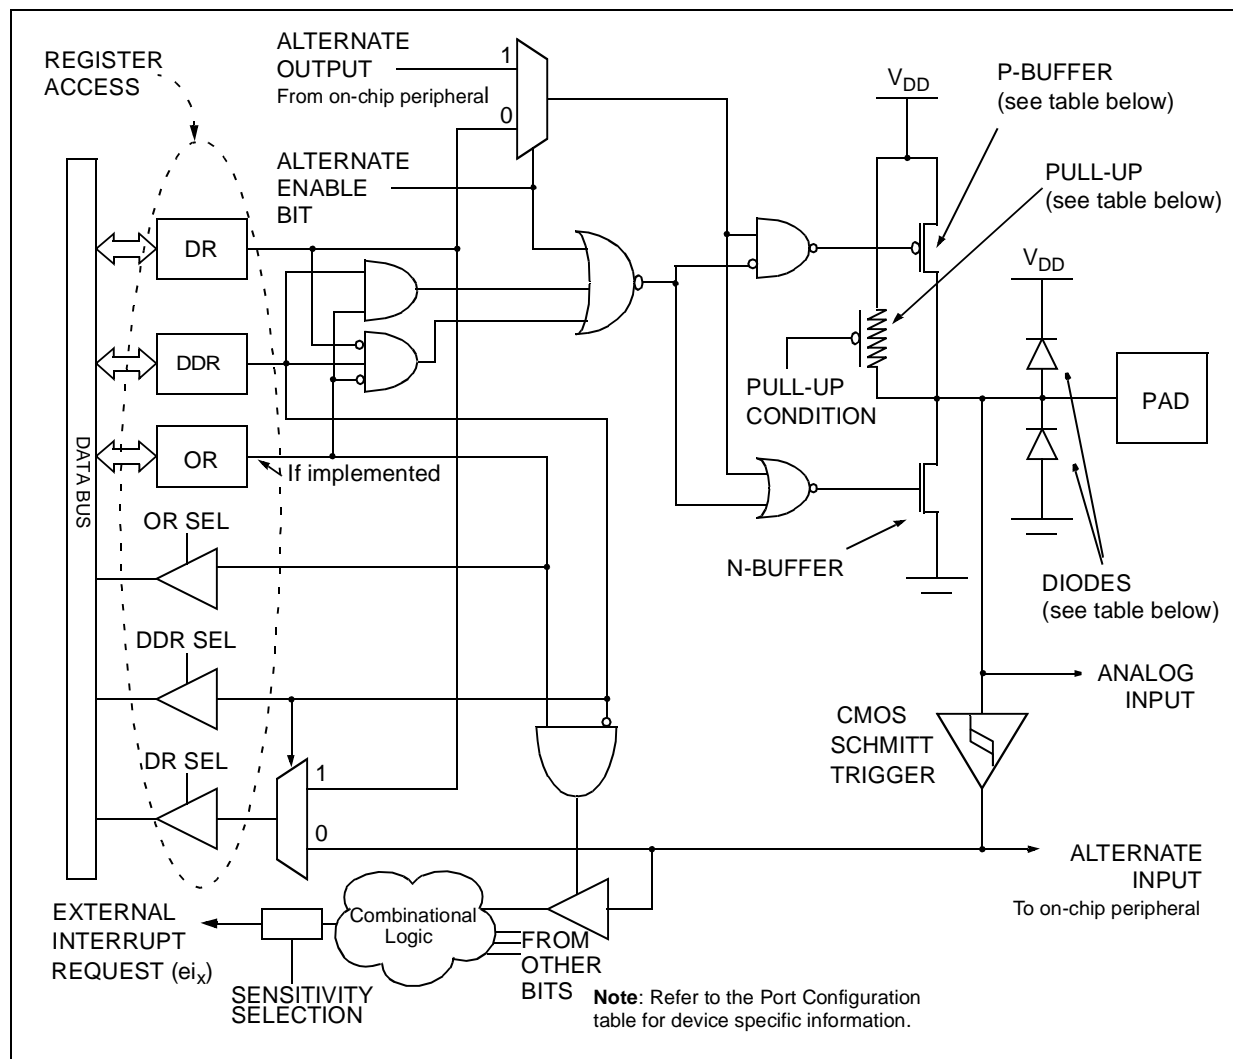 REGISTER
ACCESS
ALTERNATE
OUTPUT
From on-chip peripheral
1
0
ALTERNATE
ENABLE
BIT
VDD
P-BUFFER
(see table below)
PULL-UP
(see table below)
VDD
DR
DDR
OR
If implemented
DATA BUS
PULL-UP
CONDITION
PAD
N-BUFFER
DIODES
(see table below)
OR SEL
DDR SEL
DR SEL
1
0
ANALOG
INPUT
CMOS
SCHMITT
TRIGGER
ALTERNATE
INPUT
To on-chip peripheral
EXTERNAL
INTERRUPT
REQUEST (eix)
Combinational
Logic
FROM
OTHER
BITS
SENSITIVITY
SELECTION
Note: Refer to the Port Configuration
table for device specific information.